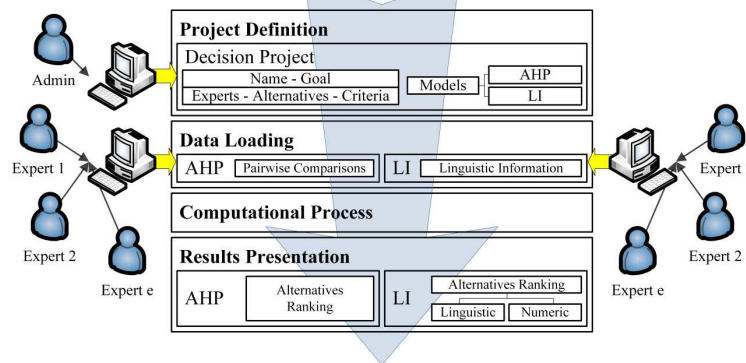 Project Definition
Decision Project
Name - Goal
Experts - Alternatives - Criteria
Models
AHP
LI
Admin
Data Loading
AHP
Pairwise Comparisons
LI
Linguistic Information
Expert 1
Expert 2
Expert e
Expert
Expert 2
Expert e
Computational Process
Results Presentation
AHP
Alternatives
Ranking
LI
Alternatives Ranking
Linguistic
Numeric